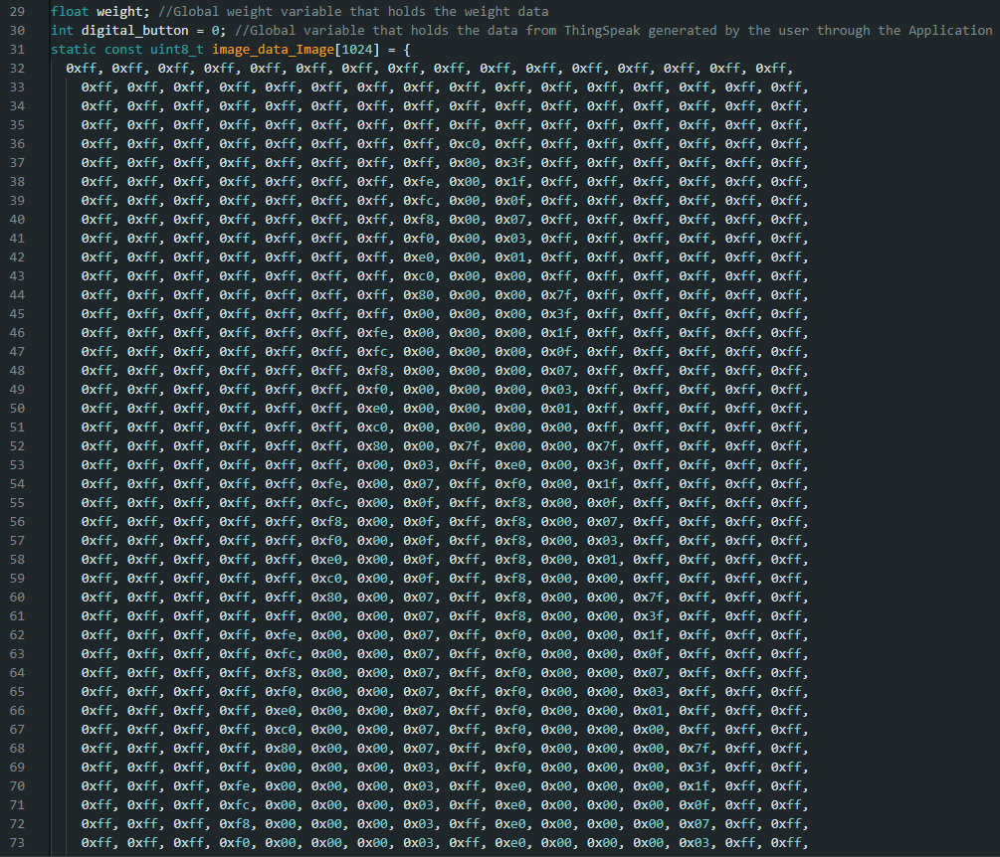 29 float weight; //Global weight variable that holds the weight data
30 int digital_button = 0; //Global variable that holds the data from ThingSpeak generated by the user through the Application
31 static const uint8_t image_data_Image[1024] = {
32 0xff, 0xff, 0xff, 0xff, 0xff, 0xff, 0xff, 0xff, 0xff, 0xff, 0xff, 0xff, 0xff, 0xff, 0xff, 0xff,
33 0xff, 0xff, 0xff, 0xff, 0xff, 0xff, 0xff, 0xff, 0xff, 0xff, 0xff, 0xff, 0xff, 0xff, 0xff, 0xff,
34 0xff, 0xff, 0xff, 0xff, 0xff, 0xff, 0xff, 0xff, 0xff, 0xff, 0xff, 0xff, 0xff, 0xff, 0xff, 0xff,
35 0xff, 0xff, 0xff, 0xff, 0xff, 0xff, 0xff, 0xff, 0xff, 0xff, 0xff, 0xff, 0xff, 0xff, 0xff, 0xff,
36 0xff, 0xff, 0xff, 0xff, 0xff, 0xff, 0xff, 0xff, 0xc0, 0xff, 0xff, 0xff, 0xff, 0xff, 0xff, 0xff,
37 0xff, 0xff, 0xff, 0xff, 0xff, 0xff, 0xff, 0xff, 0x00, 0x3f, 0xff, 0xff, 0xff, 0xff, 0xff, 0xff,
38 0xff, 0xff, 0xff, 0xff, 0xff, 0xff, 0xff, 0xfe, 0x00, 0x1f, 0xff, 0xff, 0xff, 0xff, 0xff, 0xff,
39 0xff, 0xff, 0xff, 0xff, 0xff, 0xff, 0xff, 0xfc, 0x00, 0x0f, 0xff, 0xff, 0xff, 0xff, 0xff, 0xff,
40 0xff, 0xff, 0xff, 0xff, 0xff, 0xff, 0xff, 0xf8, 0x00, 0x07, 0xff, 0xff, 0xff, 0xff, 0xff, 0xff,
41 0xff, 0xff, 0xff, 0xff, 0xff, 0xff, 0xff, 0xf0, 0x00, 0x03, 0xff, 0xff, 0xff, 0xff, 0xff, 0xff,
42 0xff, 0xff, 0xff, 0xff, 0xff, 0xff, 0xff, 0xe0, 0x00, 0x01, 0xff, 0xff, 0xff, 0xff, 0xff, 0xff,
43 0xff, 0xff, 0xff, 0xff, 0xff, 0xff, 0xff, 0xc0, 0x00, 0x00, 0xff, 0xff, 0xff, 0xff, 0xff, 0xff,
44 0xff, 0xff, 0xff, 0xff, 0xff, 0xff, 0xff, 0x80, 0x00, 0x00, 0x7f, 0xff, 0xff, 0xff, 0xff, 0xff,
45 0xff, 0xff, 0xff, 0xff, 0xff, 0xff, 0xff, 0x00, 0x00, 0x00, 0x3f, 0xff, 0xff, 0xff, 0xff, 0xff,
46 0xff, 0xff, 0xff, 0xff, 0xff, 0xff, 0xfe, 0x00, 0x00, 0x00, 0x1f, 0xff, 0xff, 0xff, 0xff, 0xff,
47 0xff, 0xff, 0xff, 0xff, 0xff, 0xff, 0xfc, 0x00, 0x00, 0x00, 0x0f, 0xff, 0xff, 0xff, 0xff, 0xff,
48 0xff, 0xff, 0xff, 0xff, 0xff, 0xff, 0xf8, 0x00, 0x00, 0x00, 0x07, 0xff, 0xff, 0xff, 0xff, 0xff,
49 0xff, 0xff, 0xff, 0xff, 0xff, 0xff, 0xf0, 0x00, 0x00, 0x00, 0x03, 0xff, 0xff, 0xff, 0xff, 0xff,
50 0xff, 0xff, 0xff, 0xff, 0xff, 0xff, 0xe0, 0x00, 0x00, 0x00, 0x01, 0xff, 0xff, 0xff, 0xff, 0xff,
51 0xff, 0xff, 0xff, 0xff, 0xff, 0xff, 0xc0, 0x00, 0x00, 0x00, 0x00, 0xff, 0xff, 0xff, 0xff, 0xff,
52 0xff, 0xff, 0xff, 0xff, 0xff, 0xff, 0x80, 0x00, 0x7f, 0x00, 0x00, 0x7f, 0xff, 0xff, 0xff, 0xff,
53 0xff, 0xff, 0xff, 0xff, 0xff, 0xff, 0x00, 0x03, 0xff, 0xe0, 0x00, 0x3f, 0xff, 0xff, 0xff, 0xff,
54 0xff, 0xff, 0xff, 0xff, 0xff, 0xfe, 0x00, 0x07, 0xff, 0xf0, 0x00, 0x1f, 0xff, 0xff, 0xff, 0xff,
55 0xff, 0xff, 0xff, 0xff, 0xff, 0xfc, 0x00, 0x0f, 0xff, 0xf8, 0x00, 0x0f, 0xff, 0xff, 0xff, 0xff,
56 0xff, 0xff, 0xff, 0xff, 0xff, 0xf8, 0x00, 0x0f, 0xff, 0xf8, 0x00, 0x07, 0xff, 0xff, 0xff, 0xff,
57 0xff, 0xff, 0xff, 0xff, 0xff, 0xf0, 0x00, 0x0f, 0xff, 0xf8, 0x00, 0x03, 0xff, 0xff, 0xff, 0xff,
58 0xff, 0xff, 0xff, 0xff, 0xff, 0xe0, 0x00, 0x0f, 0xff, 0xf8, 0x00, 0x01, 0xff, 0xff, 0xff, 0xff,
59 0xff, 0xff, 0xff, 0xff, 0xff, 0xc0, 0x00, 0x0f, 0xff, 0xf8, 0x00, 0x00, 0xff, 0xff, 0xff, 0xff,
60 0xff, 0xff, 0xff, 0xff, 0xff, 0x80, 0x00, 0x07, 0xff, 0xf8, 0x00, 0x00, 0x7f, 0xff, 0xff, 0xff,
61 0xff, 0xff, 0xff, 0xff, 0xff, 0x00, 0x00, 0x07, 0xff, 0xf8, 0x00, 0x00, 0x3f, 0xff, 0xff, 0xff,
62 0xff, 0xff, 0xff, 0xff, 0xfe, 0x00, 0x00, 0x07, 0xff, 0xf0, 0x00, 0x00, 0x1f, 0xff, 0xff, 0xff,
63 0xff, 0xff, 0xff, 0xff, 0xfc, 0x00, 0x00, 0x07, 0xff, 0xf0, 0x00, 0x00, 0x0f, 0xff, 0xff, 0xff,
64 0xff, 0xff, 0xff, 0xff, 0xf8, 0x00, 0x00, 0x07, 0xff, 0xf0, 0x00, 0x00, 0x07, 0xff, 0xff, 0xff,
65 0xff, 0xff, 0xff, 0xff, 0xf0, 0x00, 0x00, 0x07, 0xff, 0xf0, 0x00, 0x00, 0x03, 0xff, 0xff, 0xff,
66 0xff, 0xff, 0xff, 0xff, 0xe0, 0x00, 0x00, 0x07, 0xff, 0xf0, 0x00, 0x00, 0x01, 0xff, 0xff, 0xff,
67 0xff, 0xff, 0xff, 0xff, 0xc0, 0x00, 0x00, 0x07, 0xff, 0xf0, 0x00, 0x00, 0x00, 0xff, 0xff, 0xff,
68 0xff, 0xff, 0xff, 0xff, 0x80, 0x00, 0x00, 0x07, 0xff, 0xf0, 0x00, 0x00, 0x00, 0x7f, 0xff, 0xff,
69 0xff, 0xff, 0xff, 0xff, 0x00, 0x00, 0x00, 0x03, 0xff, 0xf0, 0x00, 0x00, 0x00, 0x3f, 0xff, 0xff,
70 0xff, 0xff, 0xff, 0xfe, 0x00, 0x00, 0x00, 0x03, 0xff, 0xe0, 0x00, 0x00, 0x00, 0x1f, 0xff, 0xff,
71 0xff, 0xff, 0xff, 0xfc, 0x00, 0x00, 0x00, 0x03, 0xff, 0xe0, 0x00, 0x00, 0x00, 0x0f, 0xff, 0xff,
72 0xff, 0xff, 0xff, 0xf8, 0x00, 0x00, 0x00, 0x03, 0xff, 0xe0, 0x00, 0x00, 0x00, 0x07, 0xff, 0xff,
73 0xff, 0xff, 0xff, 0xf0, 0x00, 0x00, 0x00, 0x03, 0xff, 0xe0, 0x00, 0x00, 0x00, 0x03, 0xff, 0xff,